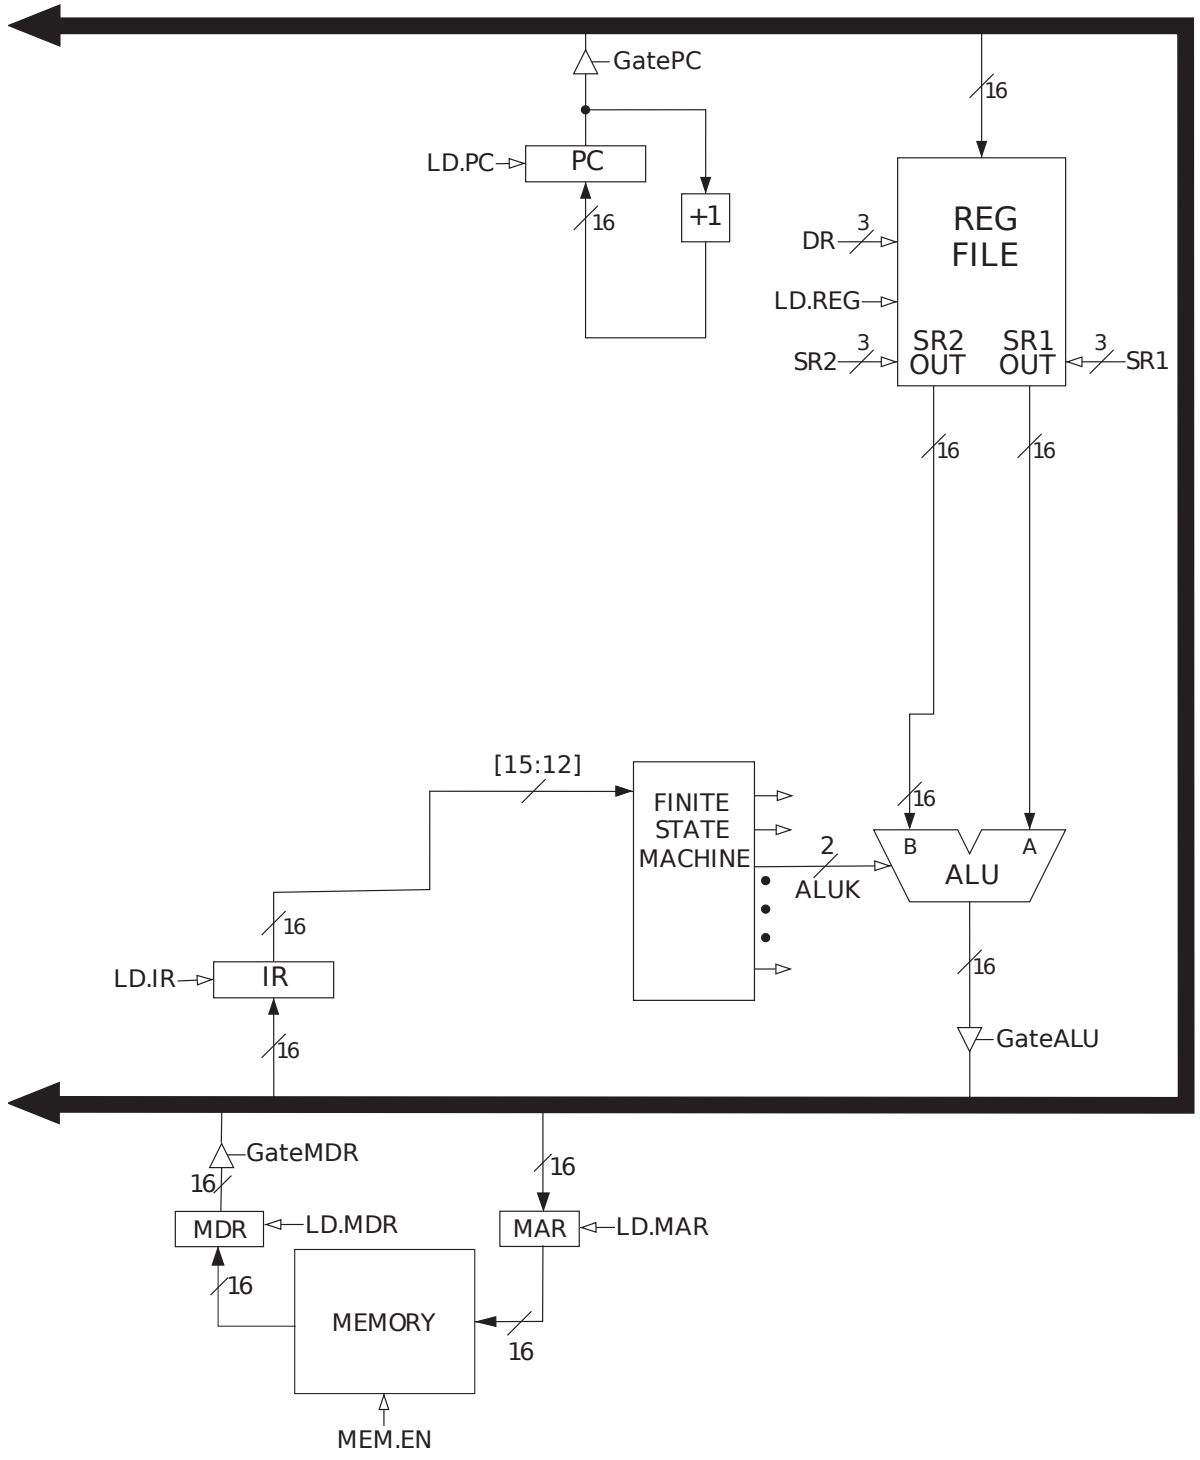 GatePC
16
LD.PC
PC
16
+1
REG
FILE
DR
3
LD.REG
SR2
3
SR2
OUT
SR1
OUT
3
SR1
16
16
[15:12]
16
FINITE
STATE
MACHINE
2
ALUK
B
A
ALU
16
LD.IR
IR
16
16
GateALU
GateMDR
16
16
MDR
LD.MDR
MAR
LD.MAR
16
MEMORY
16
MEM.EN